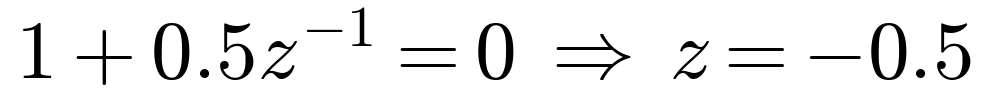 1 + 0.5z⁻¹ = 0 ⇒ z = −0.5